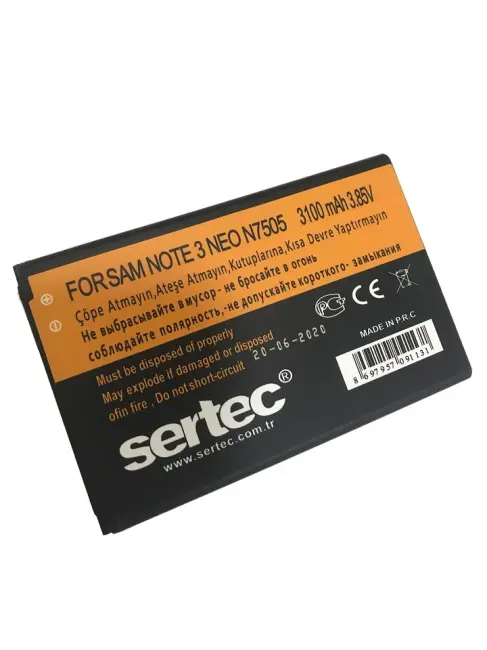 FOR SAM NOTE 3 NEO N7505 3100 mAh 3.85V
Çöpe Atmayın,Ateşe Atmayın,Kutuplarına,Kısa Devre Yaptırmayın
Не выбрасывайте в мусор- не бросайте в огонь
соблюдайте полярность,-не допускайте короткого- замыкания
Must be disposed of properly
May explode if damaged or disposed
ofin fire , Do not short-circuit
20-06-2020
PG CE
MADE IN P.R.C
8697957091131
sertec®
www.sertec.com.tr